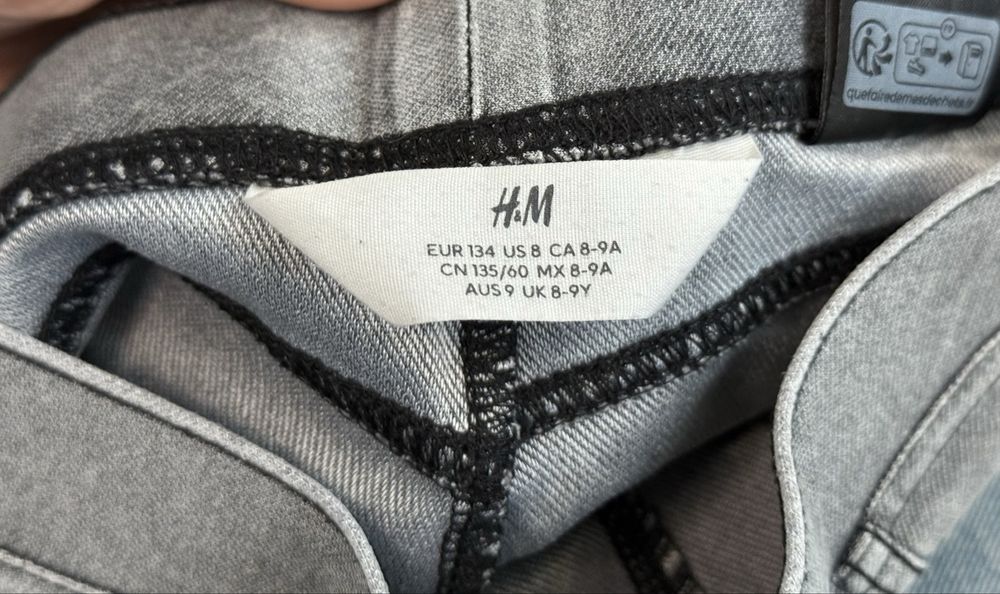 H&M
EUR 134 US 8 CA 8-9A
CN 135/60 MX 8-9A
AUS 9 UK 8-9Y
FR
quefairedemesdechets.fr